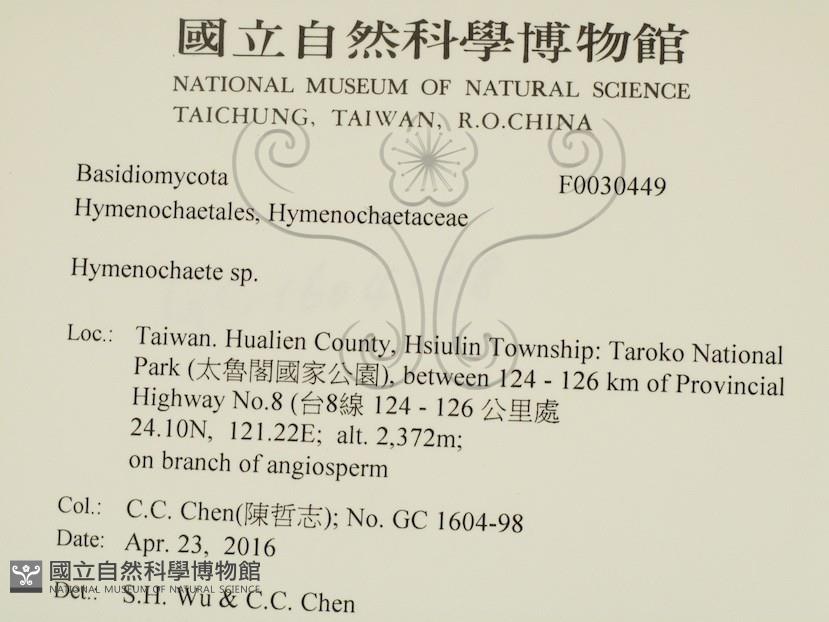 國立自然科學博物館
NATIONAL MUSEUM OF NATURAL SCIENCE
TAICHUNG, TAIWAN, R.O.CHINA
Basidiomycota F0030449
Hymenochaetales, Hymenochaetaceae
Hymenochaete sp.
Loc.: Taiwan. Hualien County, Hsiulin Township: Taroko National
Park (太魯閣國家公園), between 124 - 126 km of Provincial
Highway No.8 (台8線 124 - 126 公里處
24.10N, 121.22E; alt. 2,372m;
on branch of angiosperm
Col.: C.C. Chen(陳哲志); No. GC 1604-98
Date: Apr. 23, 2016
國立自然科學博物館
NATIONAL MUSEUM OF NATURAL SCIENCE
Det.: S.H. Wu & C.C. Chen